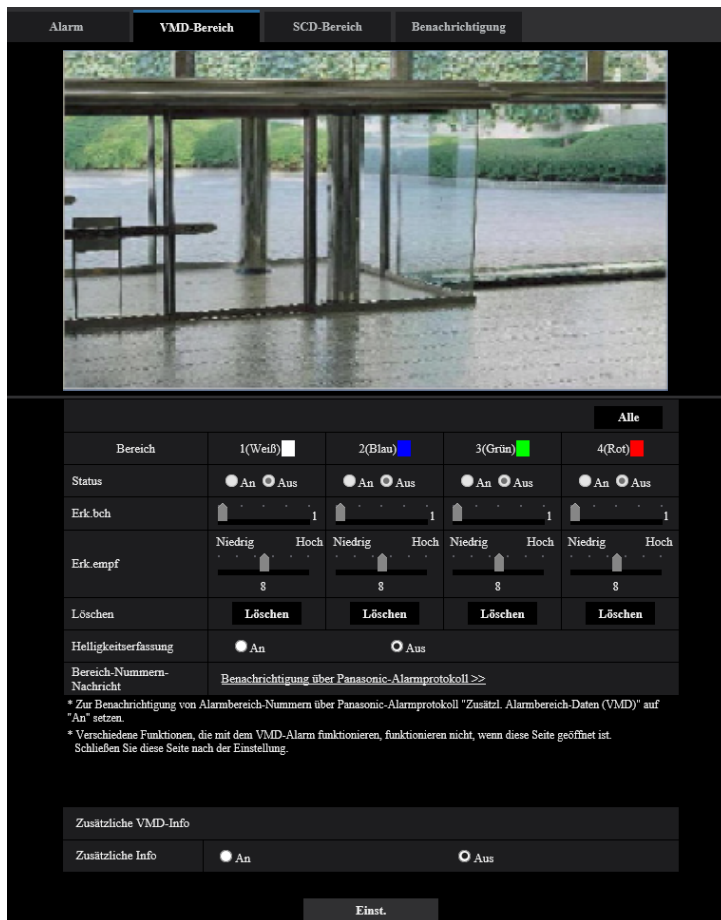 Alarm VMD-Bereich SCD-Bereich Benachrichtigung
Alle
Bereich 1(Weiß) 2(Blau) 3(Grün) 4(Rot)
Status An Aus An Aus An Aus An Aus
Erk.bch 1 1 1 1
Niedrig Hoch Niedrig Hoch Niedrig Hoch Niedrig Hoch
Erk.empf
8 8 8 8
Löschen Löschen Löschen Löschen Löschen
Helligkeitserfassung An Aus
Bereich-Nummern-
Nachricht
Benachrichtigung über Panasonic-Alarmprotokoll >>
* Zur Benachrichtigung von Alarmbereich-Nummern über Panasonic-Alarmprotokoll "Zusätzl. Alarmbereich-Daten (VMD)" auf
"An" setzen.
* Verschiedene Funktionen, die mit dem VMD-Alarm funktionieren, funktionieren nicht, wenn diese Seite geöffnet ist.
Schließen Sie diese Seite nach der Einstellung.
Zusätzliche VMD-Info
Zusätzliche Info An Aus
Einst.